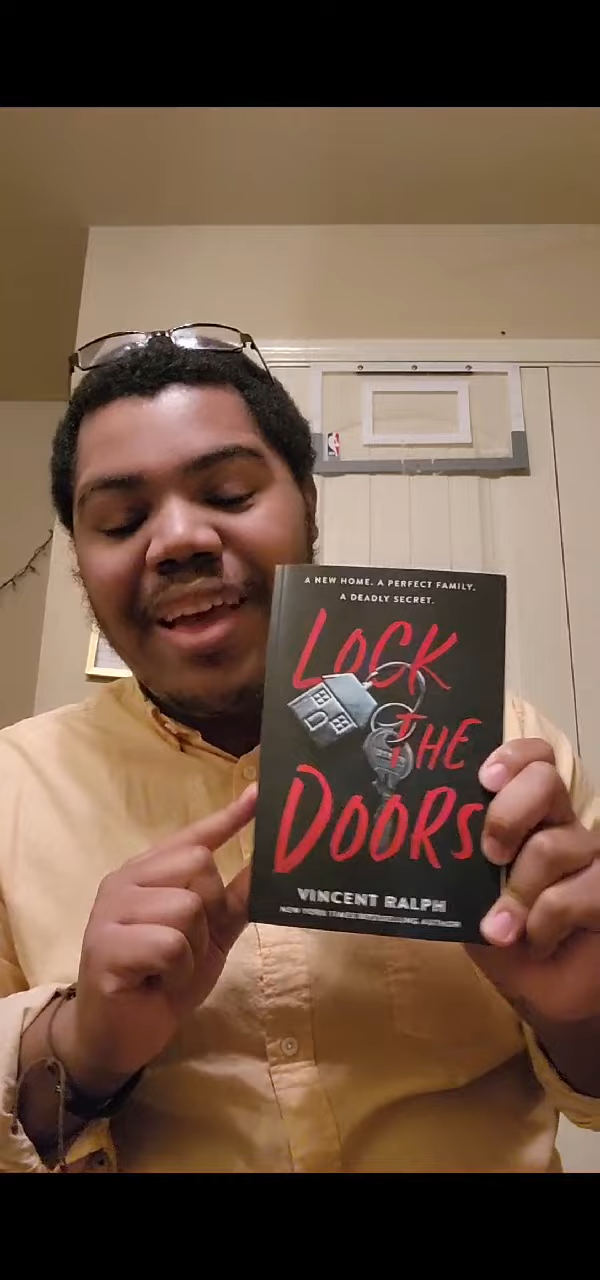 A NEW HOME. A PERFECT FAMILY.
A DEADLY SECRET.
LOCK
THE
DOORS
VINCENT RALPH
NEW YORK TIMES BESTSELLING AUTHOR